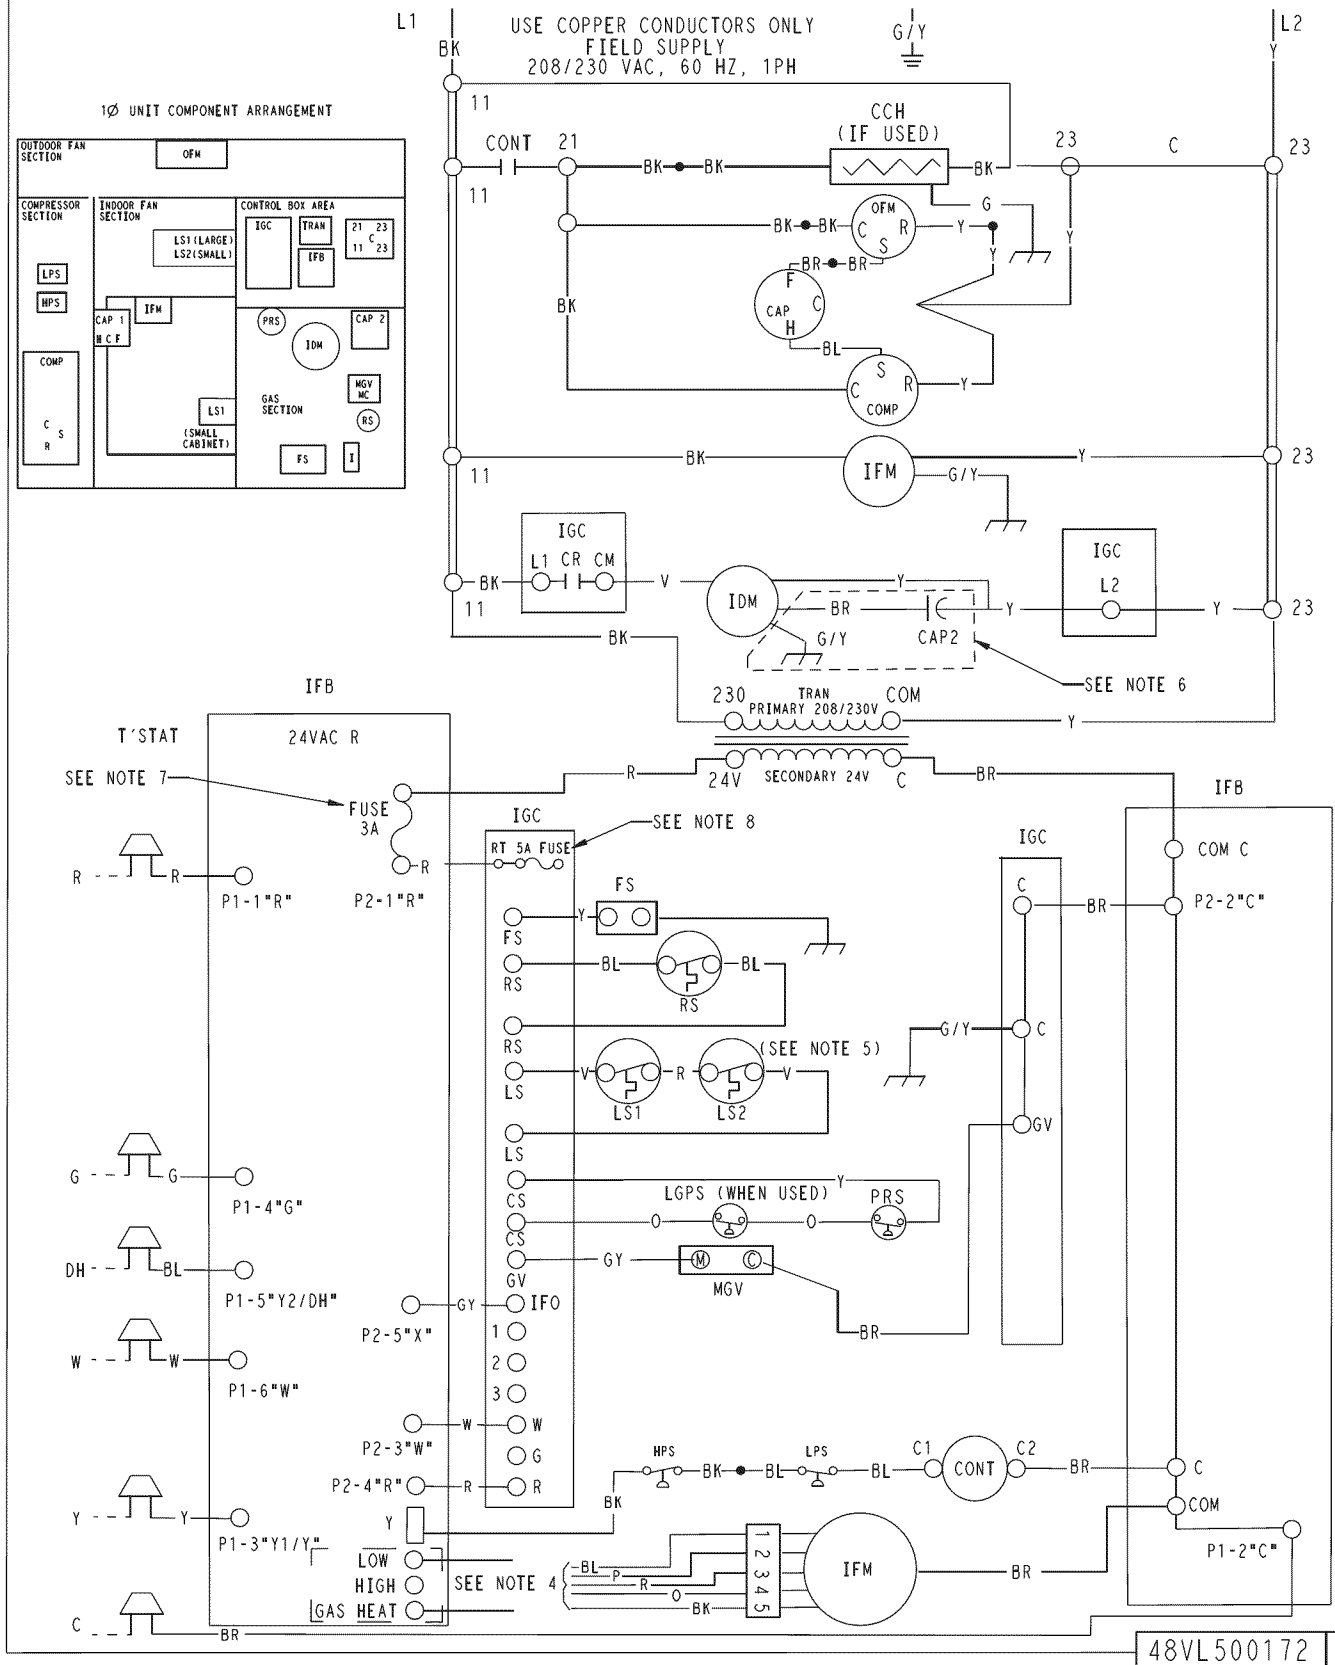 L1
USE COPPER CONDUCTORS ONLY
FIELD SUPPLY
208/230 VAC, 60 HZ, 1PH
G/Y
L2
BK
Y
1Ø UNIT COMPONENT ARRANGEMENT
OUTDOOR FAN
SECTION
OFM
COMPRESSOR
SECTION
INDOOR FAN
SECTION
CONTROL BOX AREA
LS1(LARGE)
LS2(SMALL)
IGC
TRAN
IFB
21 23
C
11 23
LPS
HPS
CAP 1
H C F
IFM
PRS
IDM
CAP 2
COMP
C
S
R
LS1
(SMALL
CABINET)
GAS
SECTION
MGV
MC
RS
FS
I
11
CCH
(IF USED)
CONT
21
23
C
23
11
BK
BK
BK
G
OFM
C
R
S
BK
BK
Y
Y
Y
BR
BR
F
C
CAP
H
BK
BL
S
R
C
COMP
Y
11
BK
IFM
Y
23
G/Y
IGC
L1
CR
CM
IGC
L2
BK
11
V
IDM
Y
BR
CAP2
Y
Y
23
G/Y
BK
SEE NOTE 6
230
TRAN
COM
PRIMARY 208/230V
Y
24V
SECONDARY 24V
C
R
BR
IFB
T'STAT
24VAC R
SEE NOTE 7
FUSE
3A
IGC
SEE NOTE 8
RT 5A FUSE
R
P2-1"R"
R
R
P1-1"R"
IFB
IGC
COM C
C
BR
P2-2"C"
FS
Y
FS
RS
BL
BL
RS
RS
G/Y
C
LS
V
R
V
LS1
LS2
(SEE NOTE 5)
LS
GV
CS
Y
LGPS (WHEN USED)
PRS
CS
O
O
GV
GY
M
C
MGV
BR
G
G
P1-4"G"
DH
BL
P1-5"Y2/DH"
GY
IFO
P2-5"X"
1
2
3
W
W
P1-6"W"
W
W
P2-3"W"
G
P2-4"R"
R
R
HPS
LPS
C1
CONT
C2
BK
BL
BL
BR
C
BK
COM
Y
Y
P1-3"Y1/Y"
Y
LOW
HIGH
GAS HEAT
SEE NOTE 4
BL
P
R
O
BK
1
2
3
4
5
IFM
BR
P1-2"C"
C
BR
48VL500172